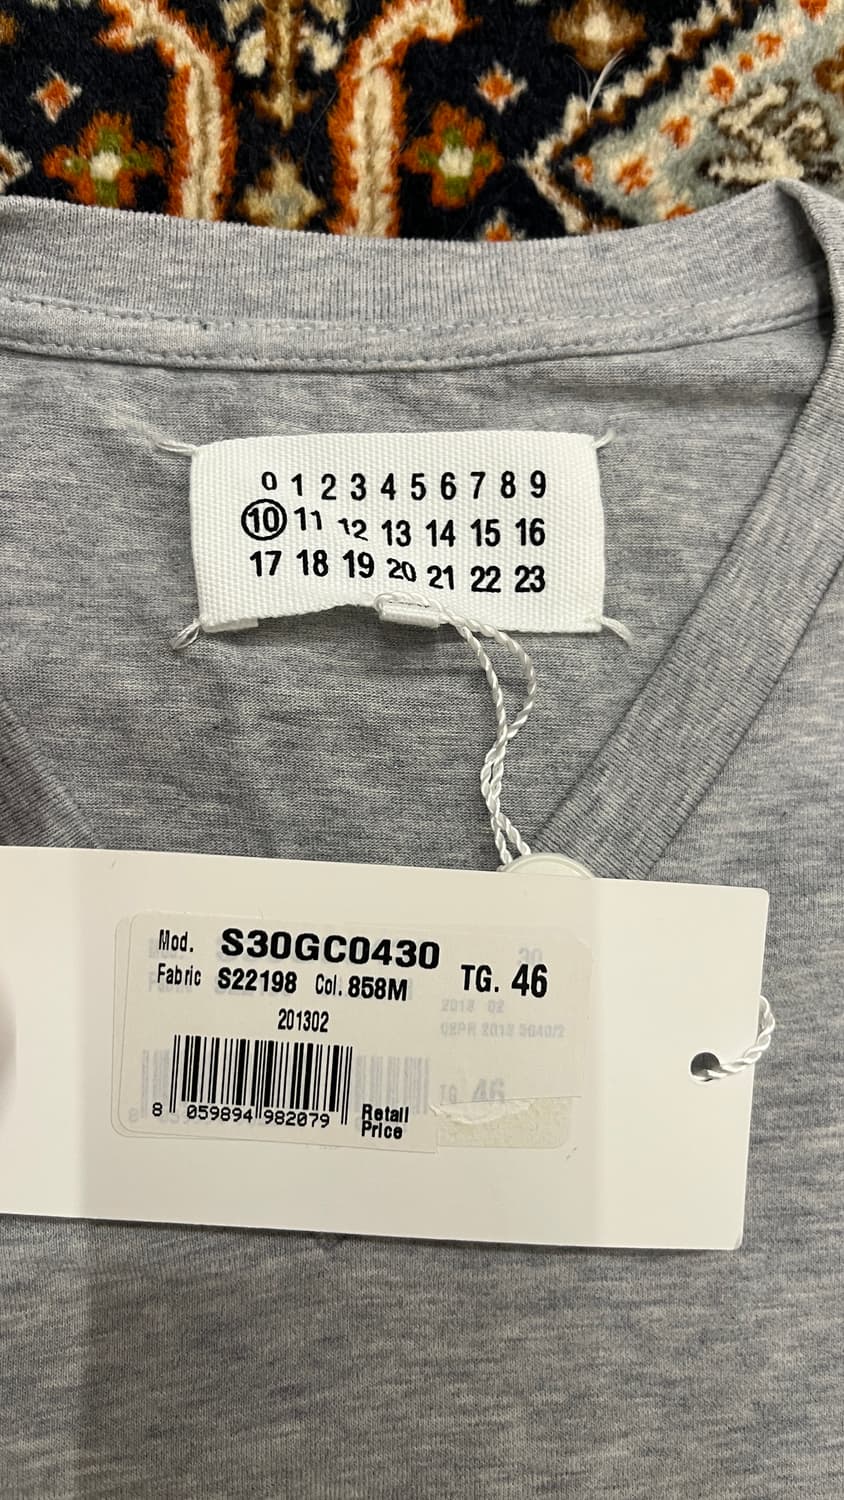 0 1 2 3 4 5 6 7 8 9
10 11 12 13 14 15 16
17 18 19 20 21 22 23
Mod. S30GC0430
Fabric S22198 Col. 858M TG. 46
201302
8 059894 982079
Retail
Price
TG 46